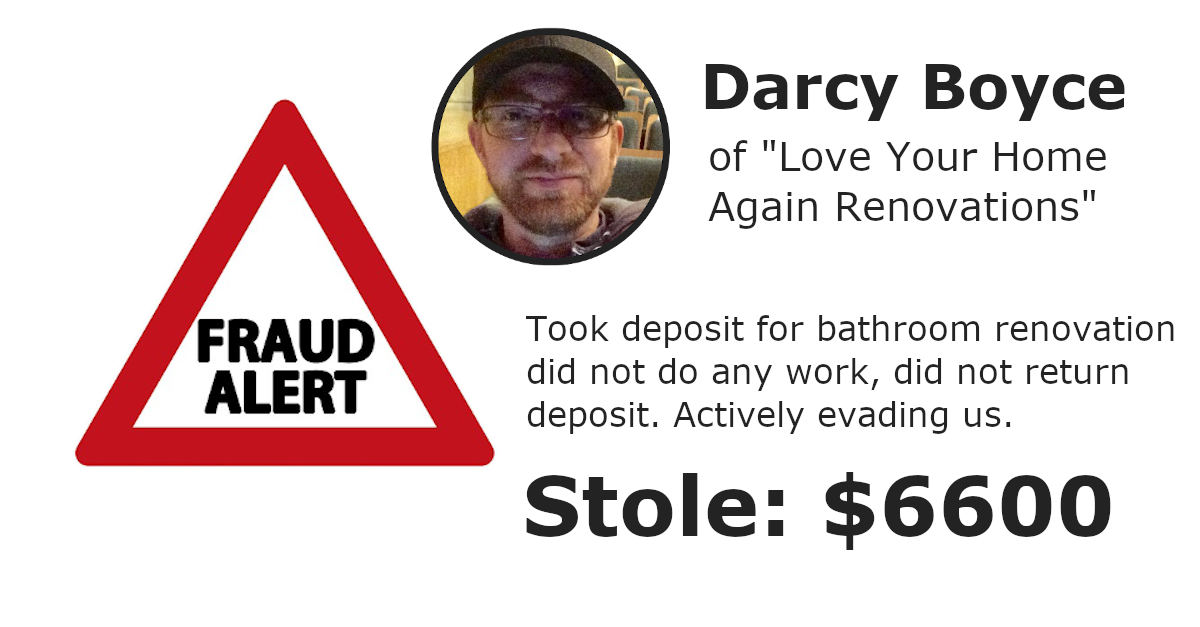 FRAUD
ALERT
Darcy Boyce
of "Love Your Home
Again Renovations"
Took deposit for bathroom renovation
did not do any work, did not return
deposit. Actively evading us.
Stole: $6600